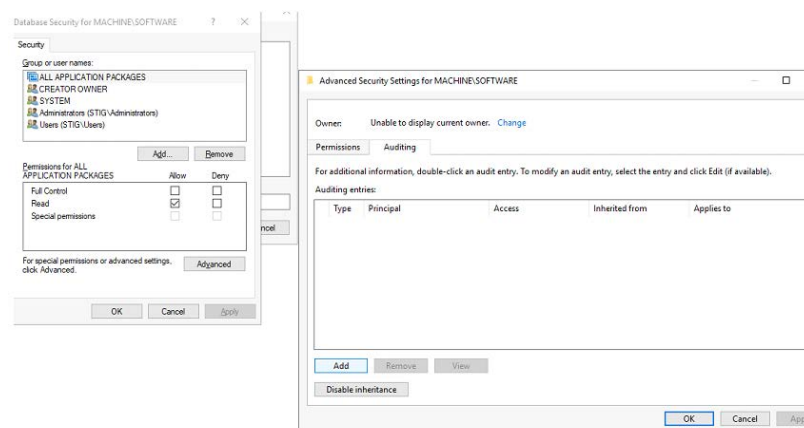 Database Security for MACHINE\SOFTWARE
Security
Group or user names:
ALL APPLICATION PACKAGES
CREATOR OWNER
SYSTEM
Administrators (STIG\Administrators)
Users (STIG\Users)
Add...
Remove
Permissions for ALL
APPLICATION PACKAGES
Allow
Deny
Full Control
Read
Special permissions
For special permissions or advanced settings,
click Advanced.
Advanced
OK
Cancel
Apply
ncel
Advanced Security Settings for MACHINE\SOFTWARE
Owner: Unable to display current owner. Change
Permissions
Auditing
For additional information, double-click an audit entry. To modify an audit entry, select the entry and click Edit (if available).
Auditing entries:
Type Principal Access Inherited from Applies to
Add
Remove
View
Disable inheritance
OK
Cancel
App